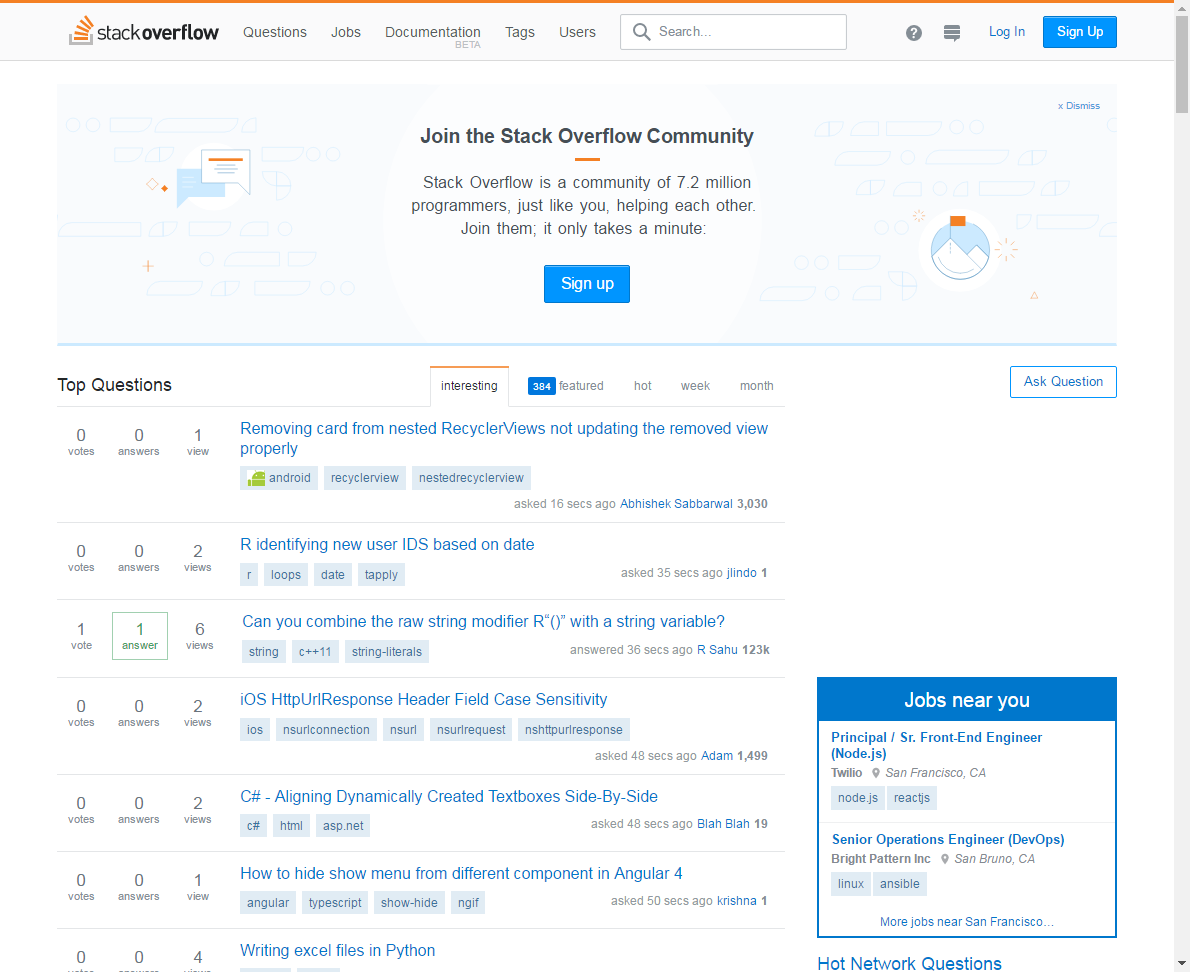 stackoverflow Questions Jobs Documentation Tags Users Search... ? Log In Sign Up
BETA
x Dismiss
Join the Stack Overflow Community
Stack Overflow is a community of 7.2 million
programmers, just like you, helping each other.
Join them; it only takes a minute:
Sign up
Top Questions interesting 384 featured hot week month
Ask Question
0 votes 0 answers 1 view
Removing card from nested RecyclerViews not updating the removed view
properly
android recyclerview nestedrecyclerview
asked 16 secs ago Abhishek Sabbarwal 3,030
0 votes 0 answers 2 views
R identifying new user IDS based on date
r loops date tapply
asked 35 secs ago jlindo 1
1 vote 1 answer 6 views
Can you combine the raw string modifier R“()” with a string variable?
string c++11 string-literals
answered 36 secs ago R Sahu 123k
0 votes 0 answers 2 views
iOS HttpUrlResponse Header Field Case Sensitivity
ios nsurlconnection nsurl nsurlrequest nshttpurlresponse
asked 48 secs ago Adam 1,499
0 votes 0 answers 2 views
C# - Aligning Dynamically Created Textboxes Side-By-Side
c# html asp.net
asked 48 secs ago Blah Blah 19
0 votes 0 answers 1 view
How to hide show menu from different component in Angular 4
angular typescript show-hide ngif
asked 50 secs ago krishna 1
0 0 4
Writing excel files in Python
Jobs near you
Principal / Sr. Front-End Engineer
(Node.js)
Twilio San Francisco, CA
node.js reactjs
Senior Operations Engineer (DevOps)
Bright Pattern Inc San Bruno, CA
linux ansible
More jobs near San Francisco...
Hot Network Questions